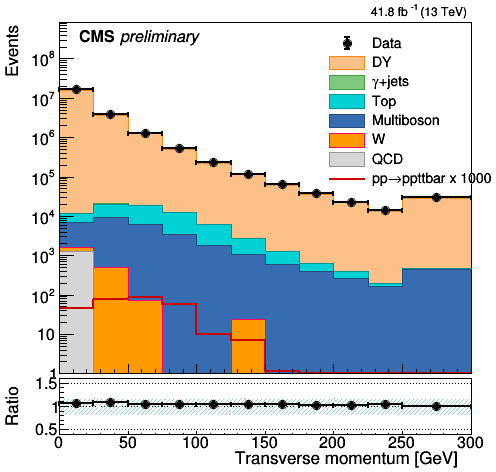 41.8 fb⁻¹ (13 TeV)
CMS preliminary
Events
10⁸
10⁷
10⁶
10⁵
10⁴
10³
10²
10
1
Data
DY
γ+jets
Top
Multiboson
W
QCD
pp→ppttbar x 1000
Ratio
1.5
1
0.5
0 50 100 150 200 250 300
Transverse momentum [GeV]